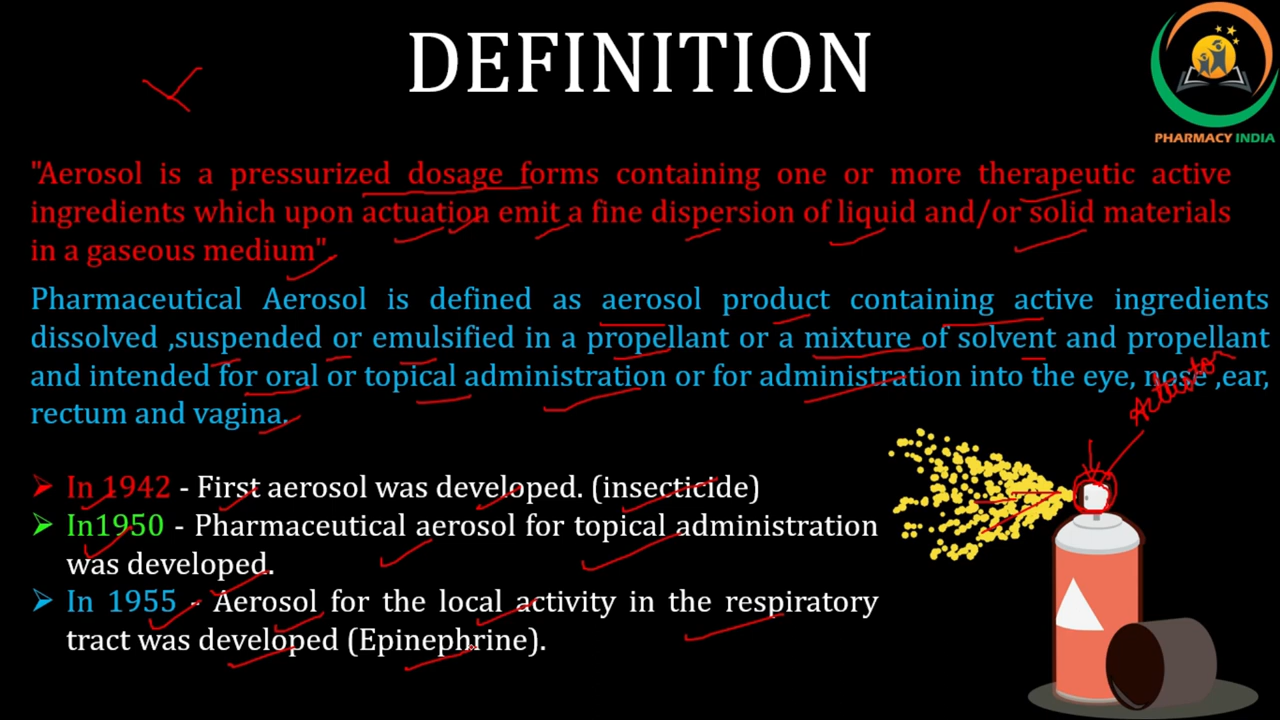 DEFINITION
PHARMACY INDIA
"Aerosol is a pressurized dosage forms containing one or more therapeutic active
ingredients which upon actuation emit a fine dispersion of liquid and/or solid materials
in a gaseous medium".
Pharmaceutical Aerosol is defined as aerosol product containing active ingredients
dissolved ,suspended or emulsified in a propellant or a mixture of solvent and propellant
and intended for oral or topical administration or for administration into the eye, nose ,ear,
rectum and vagina.
Actuator
➢ In 1942 - First aerosol was developed. (insecticide)
➢ In1950 - Pharmaceutical aerosol for topical administration
was developed.
➢ In 1955 - Aerosol for the local activity in the respiratory
tract was developed (Epinephrine).